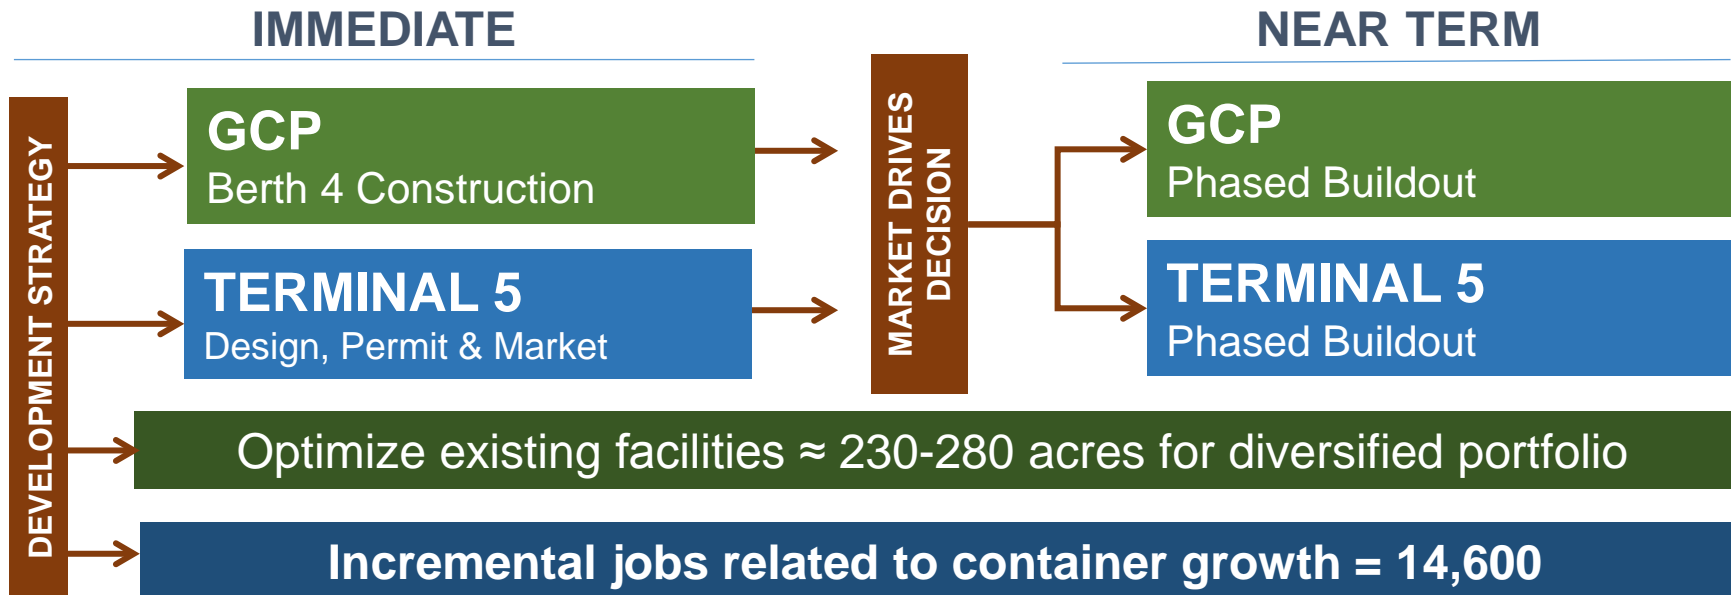 IMMEDIATE
NEAR TERM
DEVELOPMENT STRATEGY
GCP
Berth 4 Construction
TERMINAL 5
Design, Permit & Market
MARKET DRIVES
DECISION
GCP
Phased Buildout
TERMINAL 5
Phased Buildout
Optimize existing facilities ≈ 230-280 acres for diversified portfolio
Incremental jobs related to container growth = 14,600